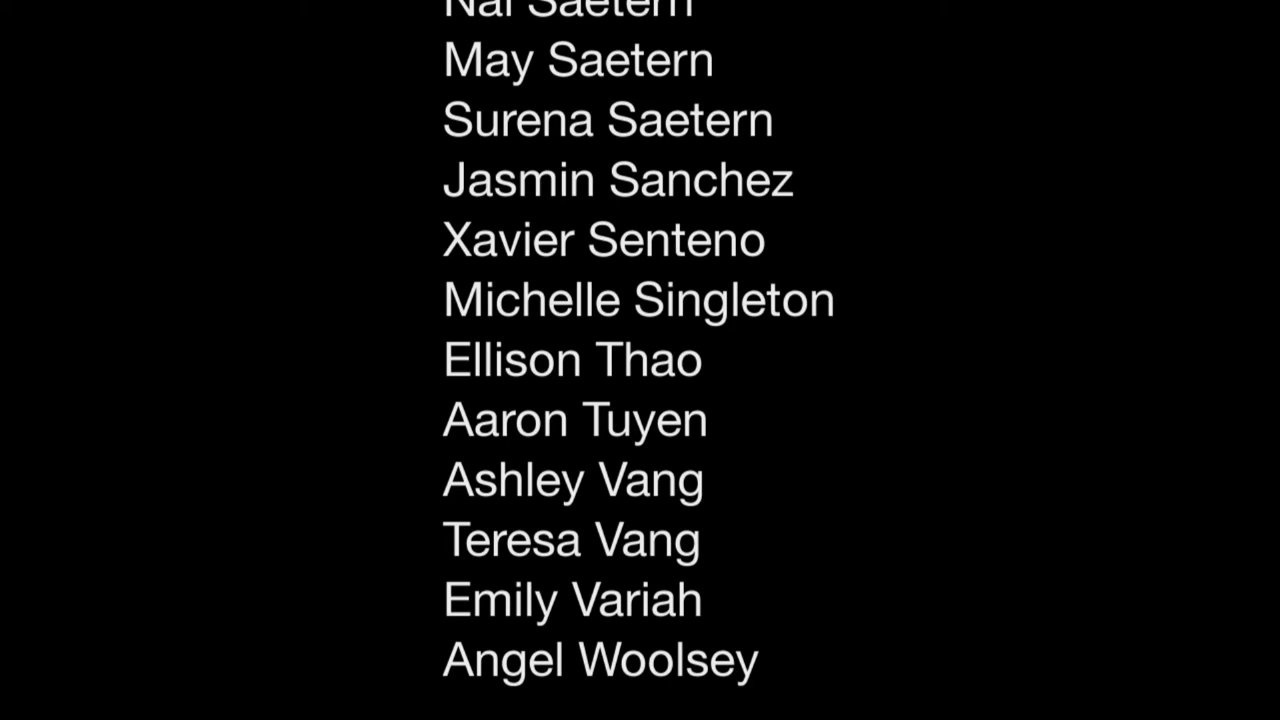 Saetern
May Saetern
Surena Saetern
Jasmin Sanchez
Xavier Senteno
Michelle Singleton
Ellison Thao
Aaron Tuyen
Ashley Vang
Teresa Vang
Emily Variah
Angel Woolsey